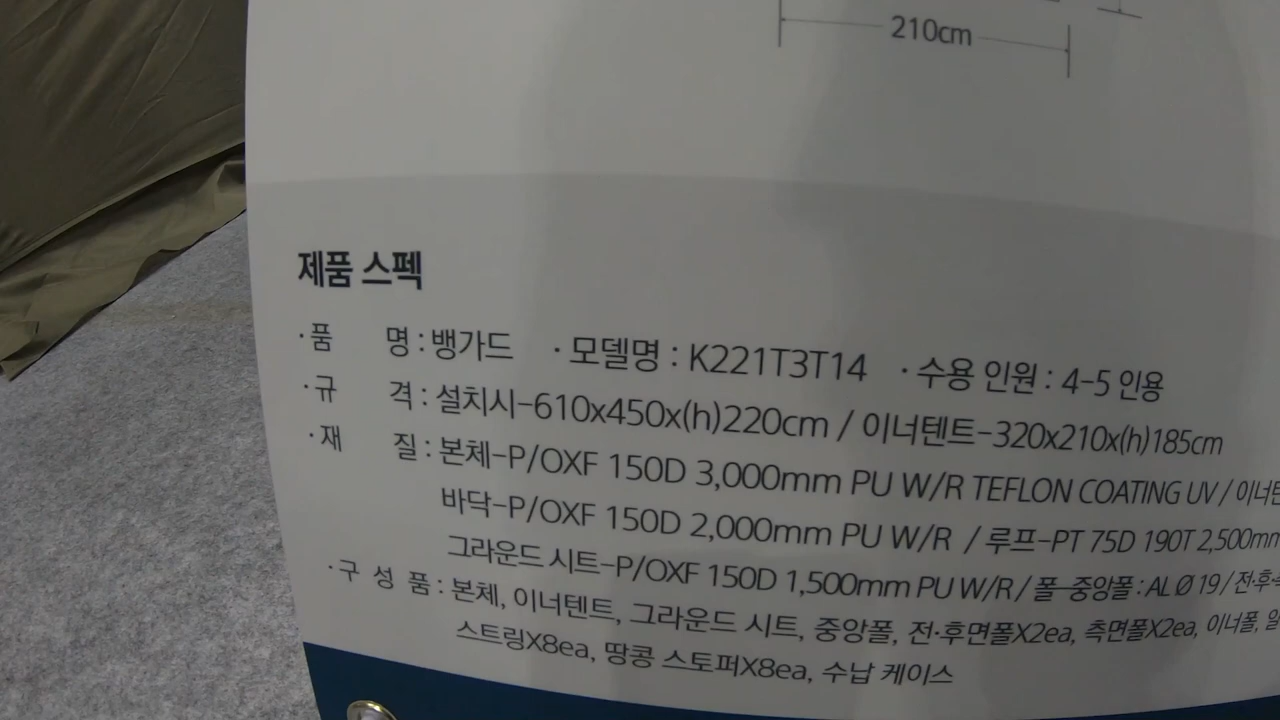 210cm
제품 스펙
·품 명 : 뱅가드 ·모델명 : K221T3T14 ·수용 인원 : 4-5 인용
·규 격 : 설치시-610x450x(h)220cm / 이너텐트-320x210x(h)185cm
·재 질 : 본체-P/OXF 150D 3,000mm PU W/R TEFLON COATING UV /
바닥-P/OXF 150D 2,000mm PU W/R / 루프-PT 75D 190T 2,500mm
그라운드 시트-P/OXF 150D 1,500mm PU W/R / 폴-중앙폴 : AL Ø 19 /
·구 성 품 : 본체, 이너텐트, 그라운드 시트, 중앙폴, 전·후면폴X2ea, 측면폴X2ea, 이너폴,
스트링X8ea, 땅콩 스토퍼X8ea, 수납 케이스